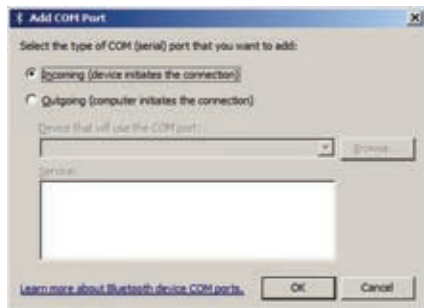 Add COM Port
Select the type of COM (serial) port that you want to add:
Incoming (device initiates the connection)
Outgoing (computer initiates the connection)
Device that will use the COM port:
Browse...
Service:
Learn more about Bluetooth device COM ports.
OK
Cancel